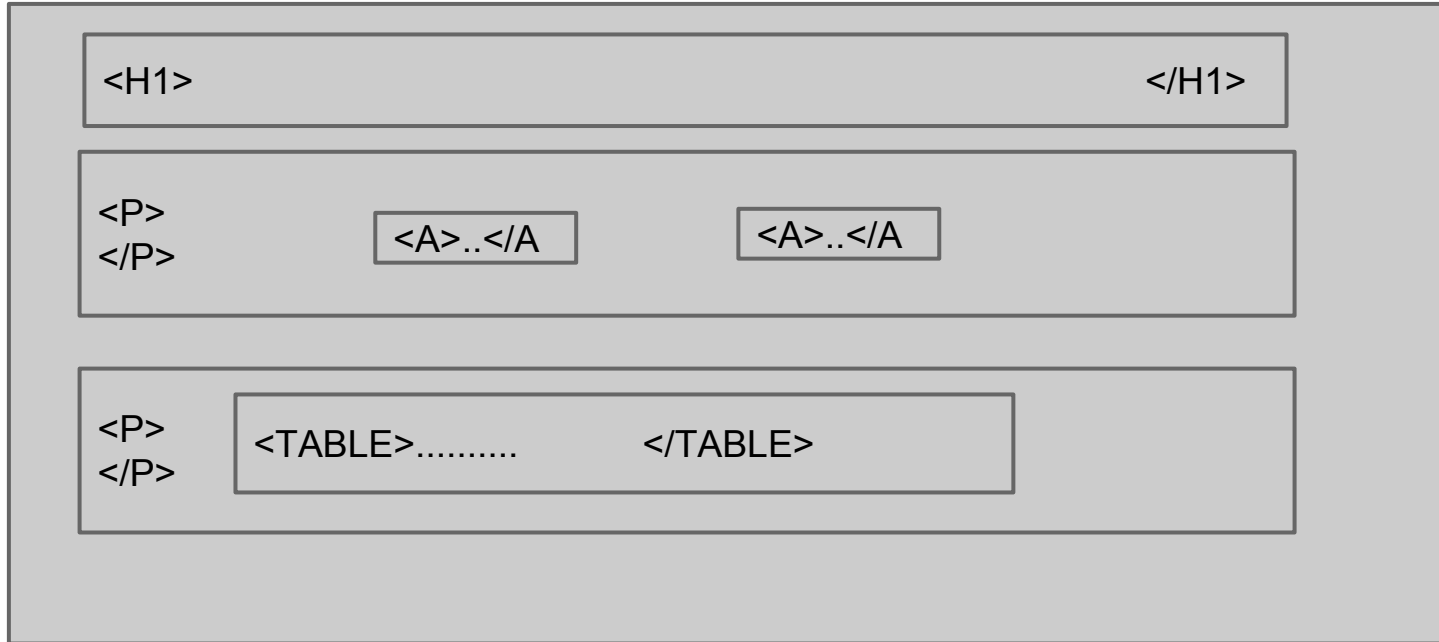 <H1> </H1>
<P>
</P>
<A>..</A
<A>..</A
<P>
</P>
<TABLE>.......... </TABLE>